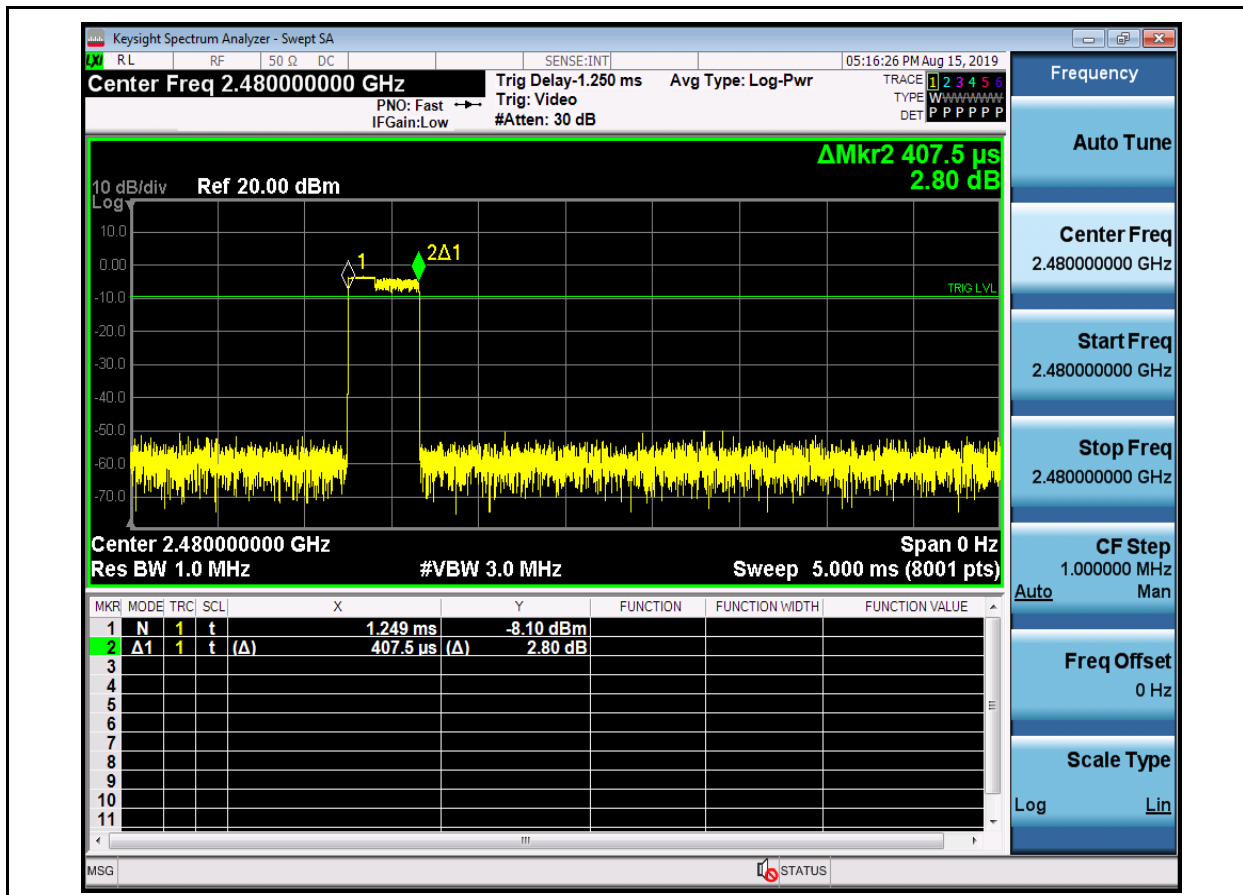 Keysight Spectrum Analyzer - Swept SA
LXI RL RF 50 Ω DC SENSE:INT 05:16:26 PM Aug 15, 2019
Center Freq 2.480000000 GHz
PNO: Fast
IFGain:Low
Trig Delay-1.250 ms
Trig: Video
#Atten: 30 dB
Avg Type: Log-Pwr
TRACE 1 2 3 4 5 6
TYPE WWWWWW
DET P P P P P P
ΔMkr2 407.5 µs
2.80 dB
10 dB/div Ref 20.00 dBm
Log
10.0
0.00
-10.0
-20.0
-30.0
-40.0
-50.0
-60.0
-70.0
1
2Δ1
TRIG LVL
Center 2.480000000 GHz Span 0 Hz
Res BW 1.0 MHz #VBW 3.0 MHz Sweep 5.000 ms (8001 pts)
MKR MODE TRC SCL X Y FUNCTION FUNCTION WIDTH FUNCTION VALUE
1 N 1 t 1.249 ms -8.10 dBm
2 Δ1 1 t (Δ) 407.5 µs (Δ) 2.80 dB
3
4
5
6
7
8
9
10
11
MSG STATUS
Frequency
Auto Tune
Center Freq
2.480000000 GHz
Start Freq
2.480000000 GHz
Stop Freq
2.480000000 GHz
CF Step
1.000000 MHz
Auto Man
Freq Offset
0 Hz
Scale Type
Log Lin